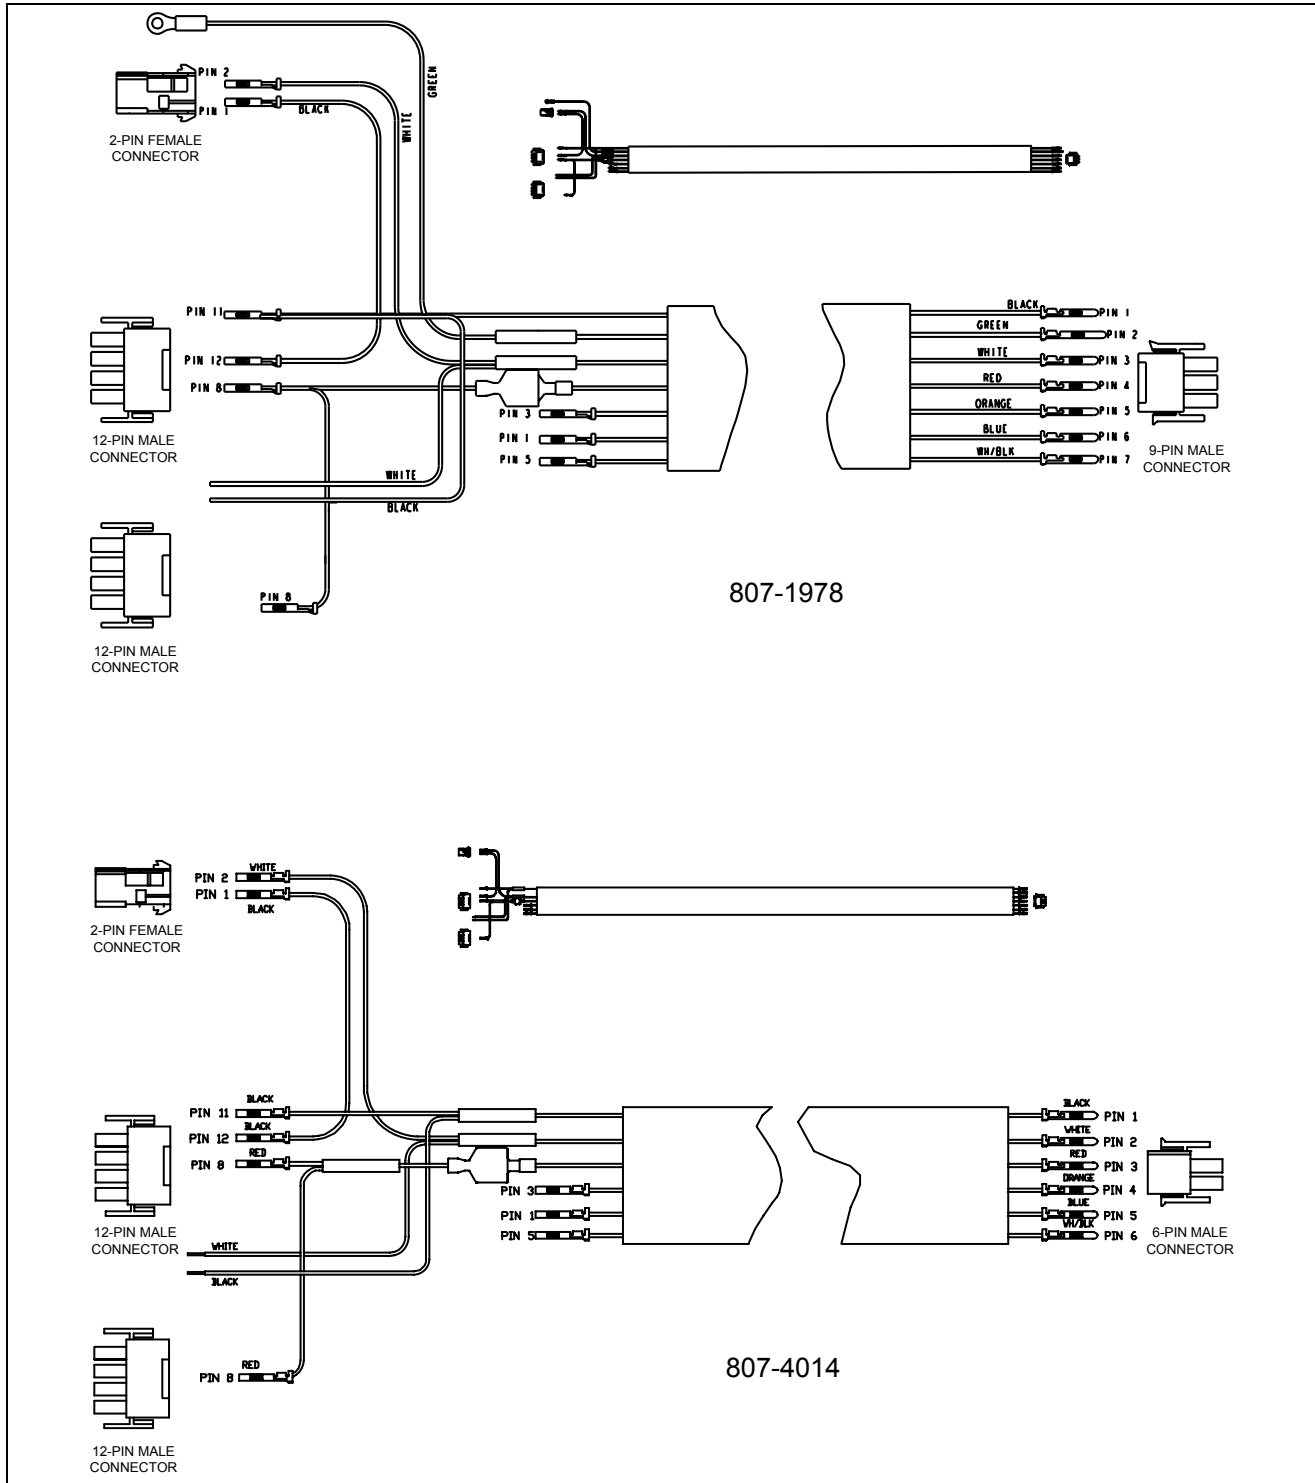 GREEN
PIN 2
PIN 1
BLACK
WHITE
2-PIN FEMALE
CONNECTOR
PIN 11
PIN 12
PIN 8
12-PIN MALE
CONNECTOR
PIN 3
PIN 1
PIN 5
WHITE
BLACK
BLACK
PIN 1
GREEN
PIN 2
WHITE
PIN 3
RED
PIN 4
ORANGE
PIN 5
BLUE
PIN 6
WH/BLK
PIN 7
9-PIN MALE
CONNECTOR
PIN 8
12-PIN MALE
CONNECTOR
807-1978
WHITE
PIN 2
PIN 1
BLACK
2-PIN FEMALE
CONNECTOR
BLACK
PIN 11
BLACK
PIN 12
RED
PIN 8
12-PIN MALE
CONNECTOR
PIN 3
PIN 1
PIN 5
WHITE
BLACK
BLACK
PIN 1
WHITE
PIN 2
RED
PIN 3
ORANGE
PIN 4
BLUE
PIN 5
WH/BLK
PIN 6
6-PIN MALE
CONNECTOR
RED
PIN 8
12-PIN MALE
CONNECTOR
807-4014